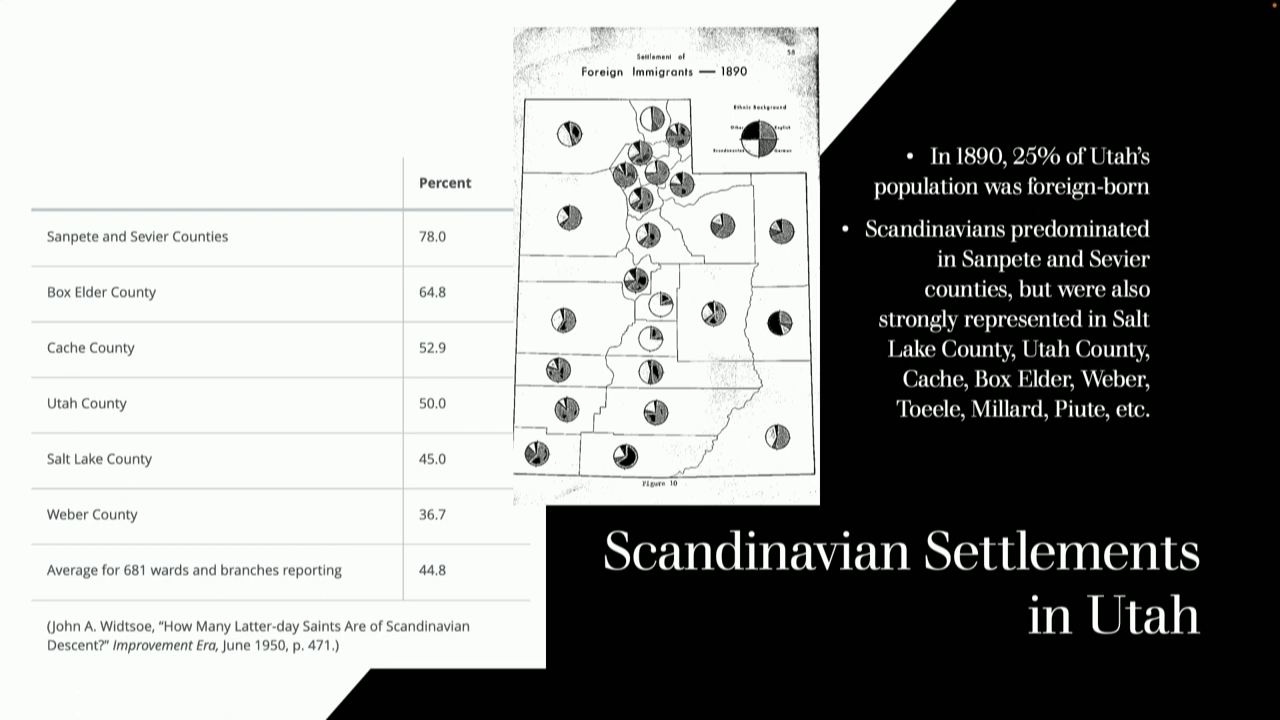 Percent
Sanpete and Sevier Counties 78.0
Box Elder County 64.8
Cache County 52.9
Utah County 50.0
Salt Lake County 45.0
Weber County 36.7
Average for 681 wards and branches reporting 44.8
(John A. Widtsoe, “How Many Latter-day Saints Are of Scandinavian
Descent?” Improvement Era, June 1950, p. 471.)
58
Settlement of
Foreign Immigrants — 1890
Ethnic Background
Other English
Scandinavian German
Figure 10
• In 1890, 25% of Utah’s
population was foreign-born
• Scandinavians predominated
in Sanpete and Sevier
counties, but were also
strongly represented in Salt
Lake County, Utah County,
Cache, Box Elder, Weber,
Toeele, Millard, Piute, etc.
Scandinavian Settlements
in Utah